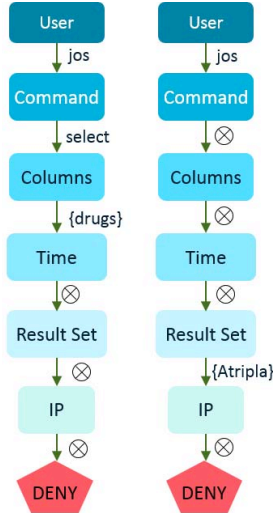 User
jos
Command
select
Columns
{drugs}
Time
⊗
Result Set
⊗
IP
⊗
DENY
User
jos
Command
⊗
Columns
⊗
Time
⊗
Result Set
{Atripla}
IP
⊗
DENY